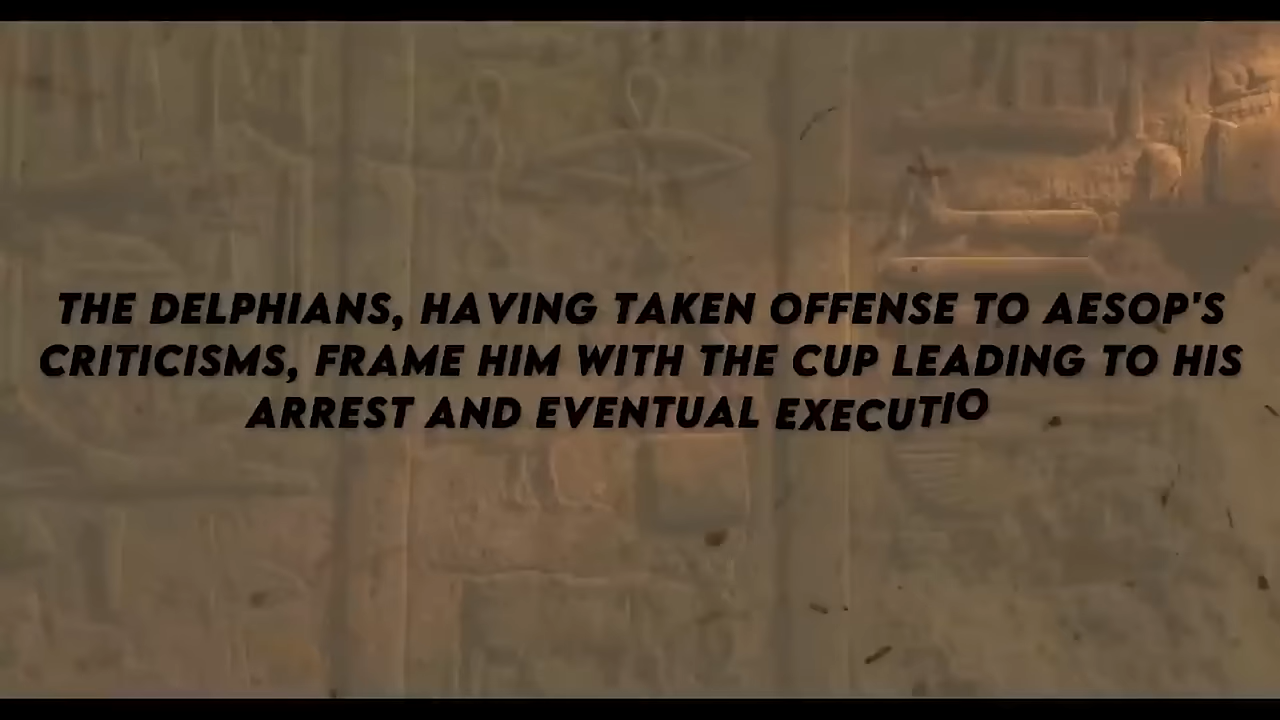 THE DELPHIANS, HAVING TAKEN OFFENSE TO AESOP'S
CRITICISMS, FRAME HIM WITH THE CUP LEADING TO HIS
ARREST AND EVENTUAL EXECUTIO